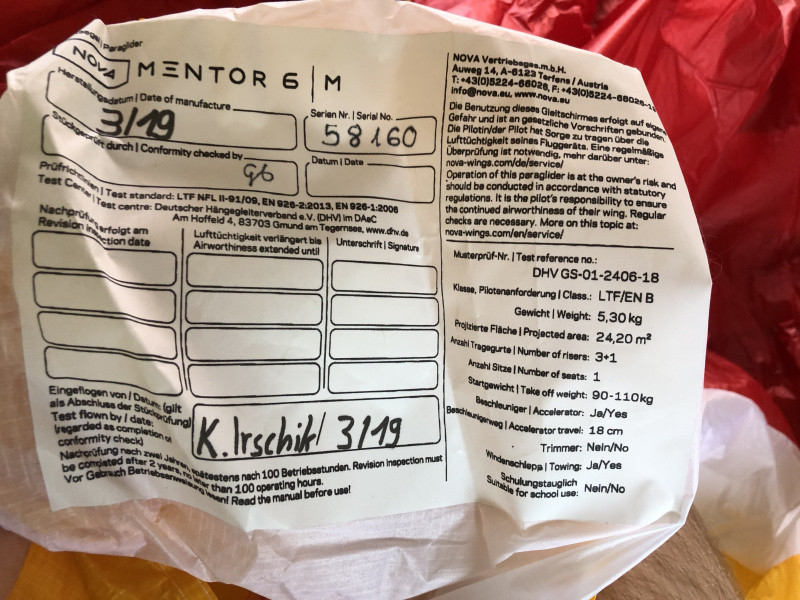 Paraglider
NOVA MENTOR 6 | M
Herstellungsdatum | Date of manufacture
3/19
Serien Nr. | Serial No.
58160
Stückgeprüft durch | Conformity checked by
Datum | Date
Prüfrichtlinien | Test standard: LTF NFL II-91/09, EN 926-2:2013, EN 926-1:2006
Test Center | Test centre: Deutscher Hängegleiterverband e.V. (DHV) im DAeC
Am Hoffeld 4, 83703 Gmund am Tegernsee, www.dhv.de
Nachprüfung erfolgt am
Revision inspection date
Lufttüchtigkeit verlängert bis
Airworthiness extended until
Unterschrift | Signature
Eingeflogen von / Datum: (gilt
als Abschluss der Stückprüfung)
Test flown by / date:
(regarded as completion of
conformity check)
K. Irschik / 3/19
Nachprüfung nach zwei Jahren, spätestens nach 100 Betriebsstunden. Revision inspection must
be completed after 2 years, no later than 100 operating hours.
Vor Gebrauch Betriebsanweisung lesen! Read the manual before use!
NOVA Vertriebsges.m.b.H.
Auweg 14, A-6123 Terfens / Austria
T: +43(0)5224-66026, F: +43(0)5224-66026-1
info@nova.eu, www.nova.eu
Die Benutzung dieses Gleitschirmes erfolgt auf eigene
Gefahr und ist an gesetzliche Vorschriften gebunden.
Die Pilotin/der Pilot hat Sorge zu tragen über die
Lufttüchtigkeit seines Fluggeräts. Eine regelmäßige
Überprüfung ist notwendig, mehr darüber unter:
nova-wings.com/de/service/
Operation of this paraglider is at the owner's risk and
should be conducted in accordance with statutory
regulations. It is the pilot's responsibility to ensure
the continued airworthiness of their wing. Regular
checks are necessary. More on this topic at:
nova-wings.com/en/service/
Musterprüf-Nr. | Test reference no.:
DHV GS-01-2406-18
Klasse, Pilotenanforderung | Class.: LTF/EN B
Gewicht | Weight: 5,30 kg
Projizierte Fläche | Projected area: 24,20 m²
Anzahl Tragegurte | Number of risers: 3+1
Anzahl Sitze | Number of seats: 1
Startgewicht | Take off weight: 90-110kg
Beschleuniger | Accelerator: Ja/Yes
Beschleunigerweg | Accelerator travel: 18 cm
Trimmer: Nein/No
Windenschlepp | Towing: Ja/Yes
Schulungstauglich
Suitable for school use: Nein/No